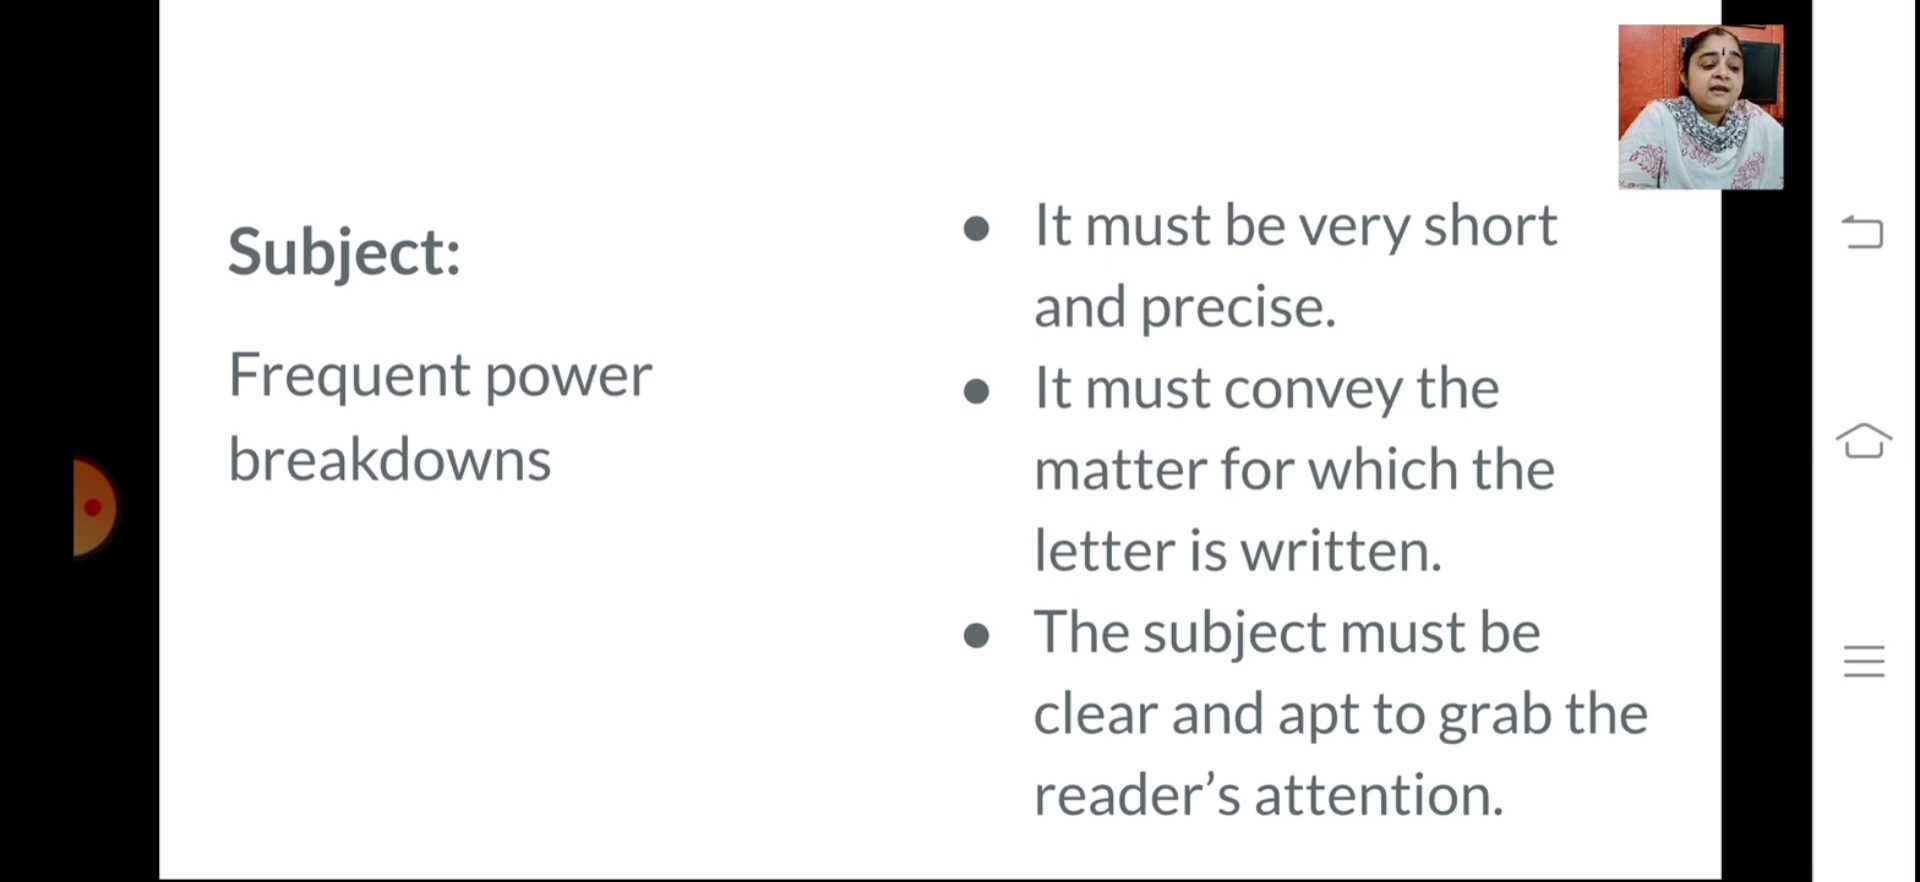 Subject:
Frequent power
breakdowns
● It must be very short
and precise.
● It must convey the
matter for which the
letter is written.
● The subject must be
clear and apt to grab the
reader’s attention.